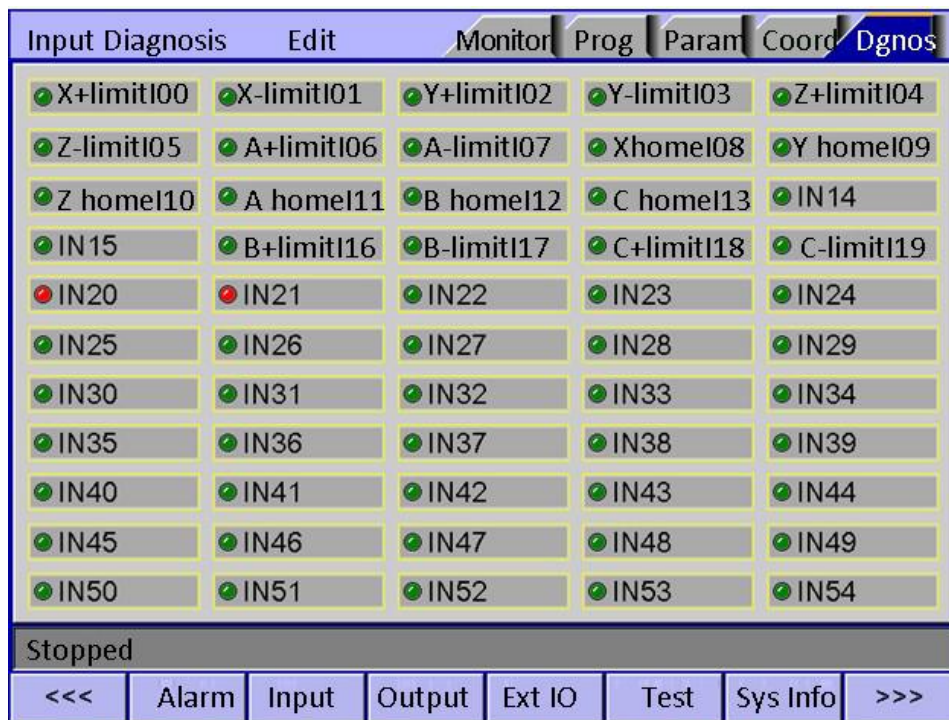 Input Diagnosis Edit Monitor Prog Param Coord Dgnos
X+limitI00 X-limitI01 Y+limitI02 Y-limitI03 Z+limitI04
Z-limitI05 A+limitI06 A-limitI07 XhomeI08 Y homeI09
Z homeI10 A homeI11 B homeI12 C homeI13 IN14
IN15 B+limitI16 B-limitI17 C+limitI18 C-limitI19
IN20 IN21 IN22 IN23 IN24
IN25 IN26 IN27 IN28 IN29
IN30 IN31 IN32 IN33 IN34
IN35 IN36 IN37 IN38 IN39
IN40 IN41 IN42 IN43 IN44
IN45 IN46 IN47 IN48 IN49
IN50 IN51 IN52 IN53 IN54
Stopped
<<< Alarm Input Output Ext IO Test Sys Info >>>